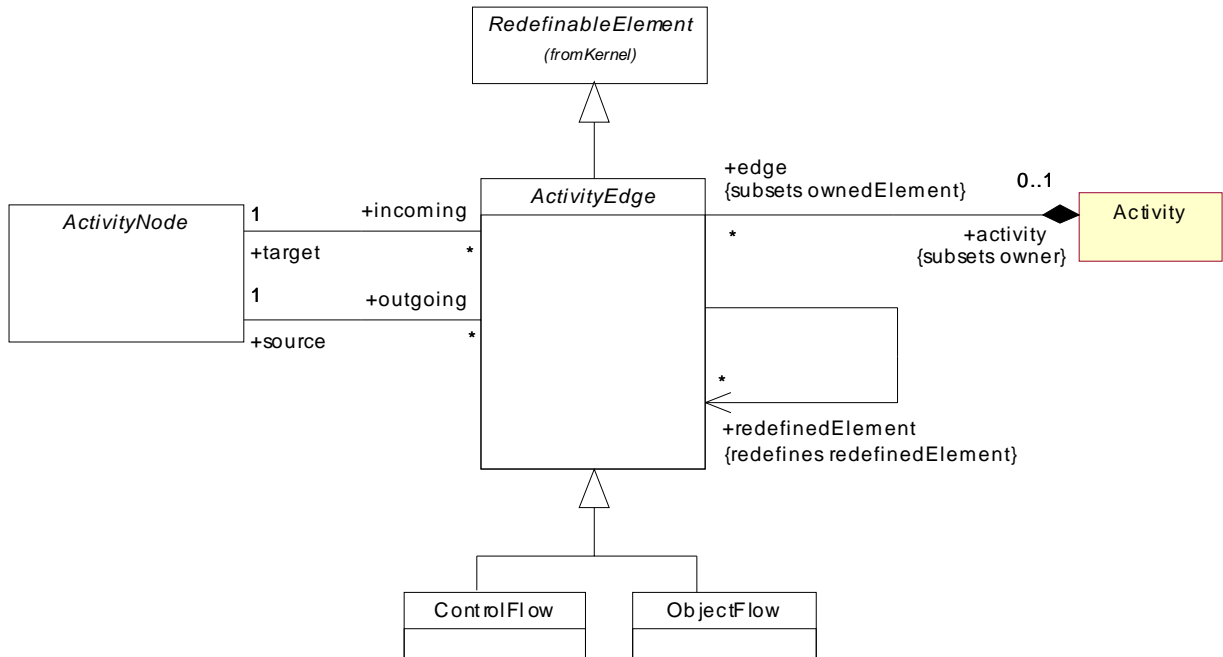 RedefinableElement
(fromKernel)
+edge
{subsets ownedElement}
0..1
ActivityEdge
Activity
ActivityNode
1
+incoming
*
+activity
{subsets owner}
+target
*
1
+outgoing
+source
*
*
+redefinedElement
{redefines redefinedElement}
ControlFlow
ObjectFlow